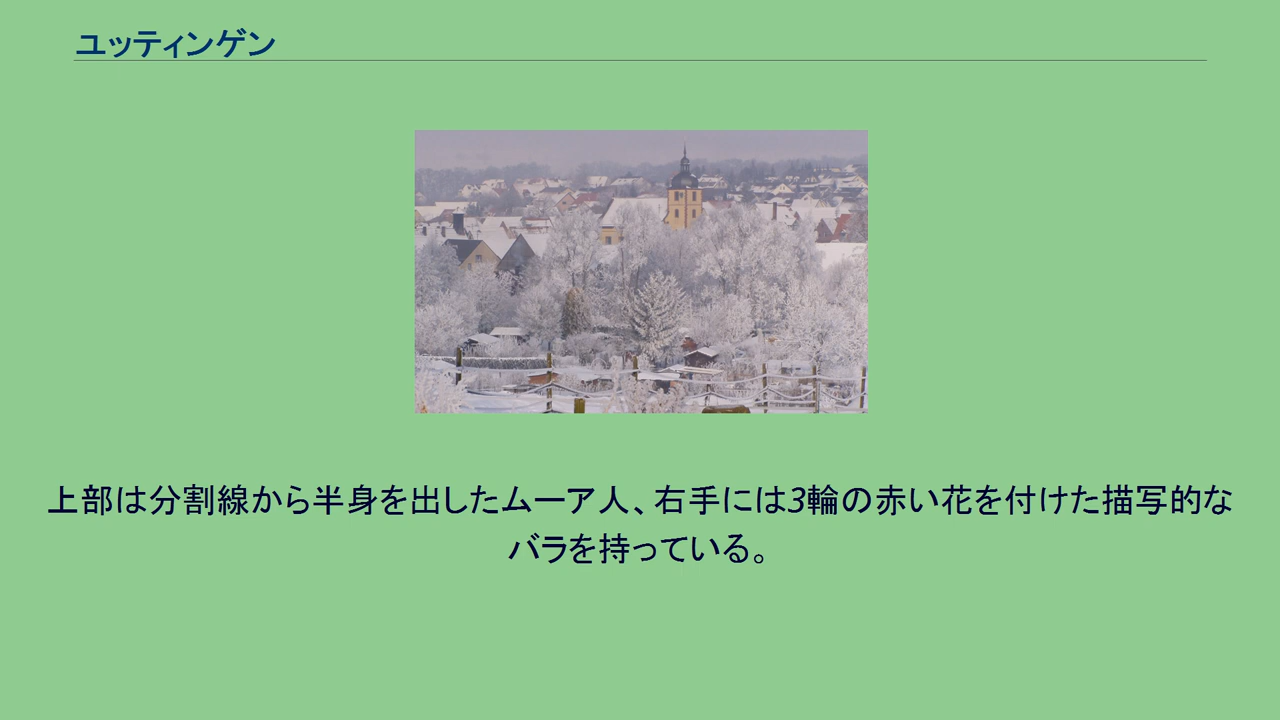 ユッティンゲン
上部は分割線から半身を出したムーア人、右手には3輪の赤い花を付けた描写的な
バラを持っている。